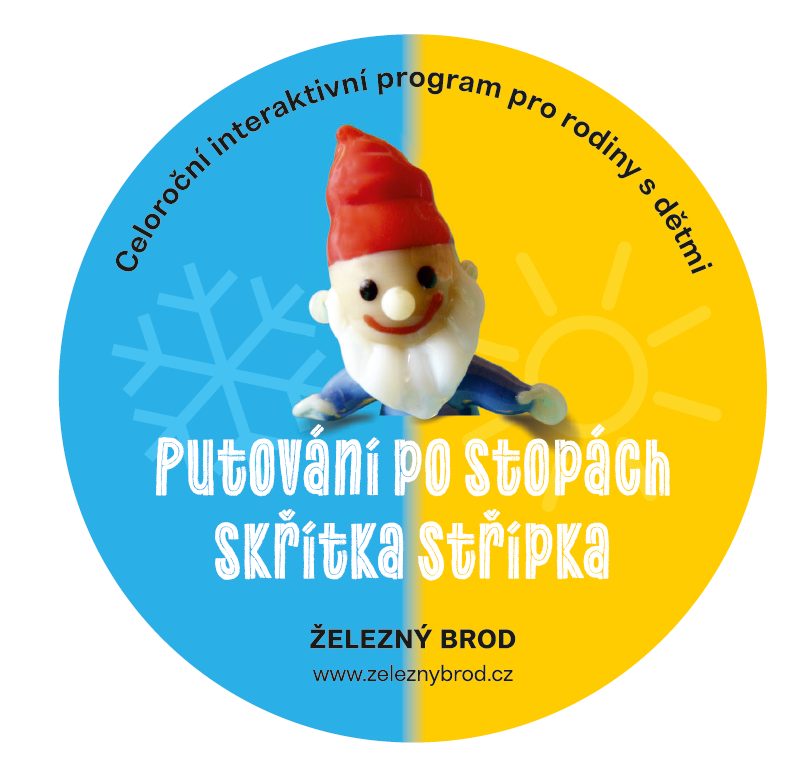 Celoroční interaktivní program pro rodiny s dětmi
Putování po stopách
skřítka Střípka
ŽELEZNÝ BROD
www.zeleznybrod.cz